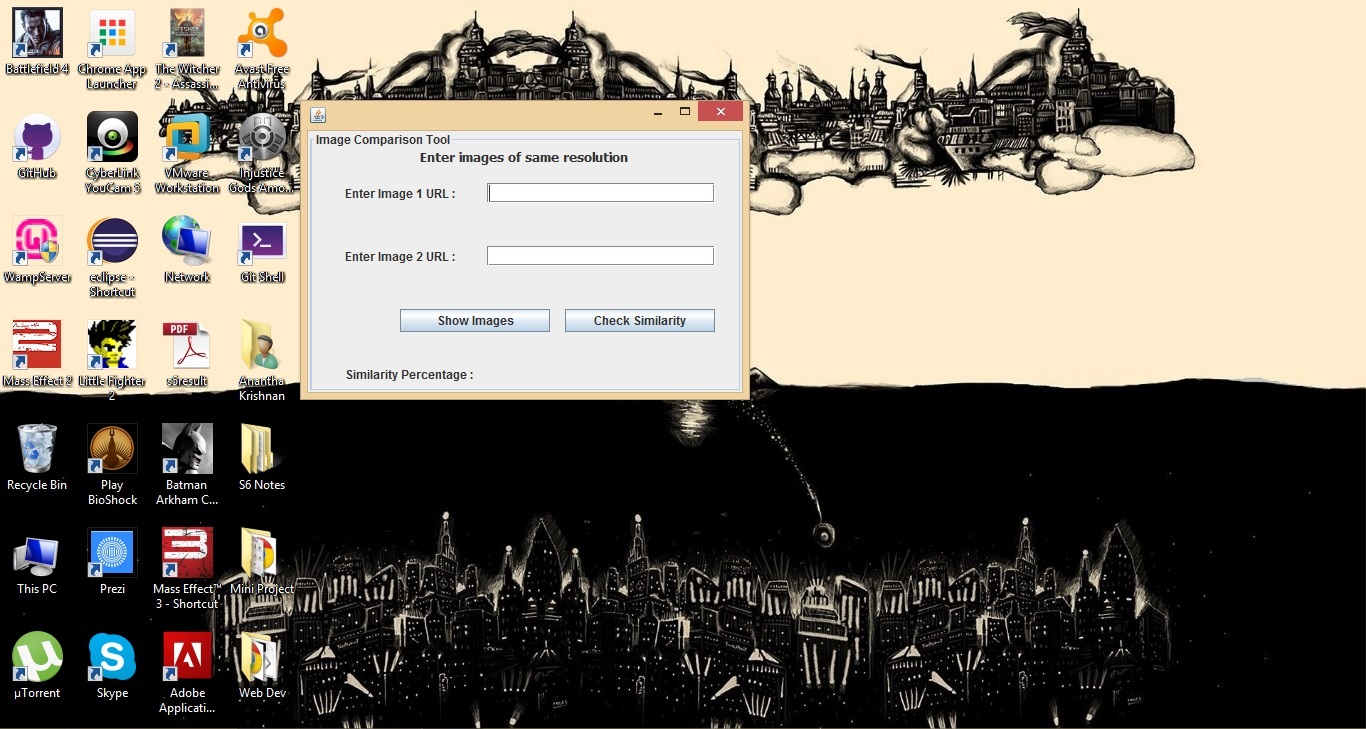 Battlefield 4
Chrome App
Launcher
The Witcher
2 - Assassi...
Avast Free
Antivirus
GitHub
CyberLink
YouCam 5
VMware
Workstation
Injustice
Gods Amo...
WampServer
eclipse -
Shortcut
Network
Git Shell
Mass Effect 2
Little Fighter
2
PDF
s5result
Anantha
Krishnan
Recycle Bin
Play
BioShock
Batman
Arkham C...
S6 Notes
This PC
Prezi
Mass Effect™
3 - Shortcut
Mini Project
µTorrent
Skype
Adobe
Applicati...
Web Dev
Image Comparison Tool
Enter images of same resolution
Enter Image 1 URL :
Enter Image 2 URL :
Show Images
Check Similarity
Similarity Percentage :